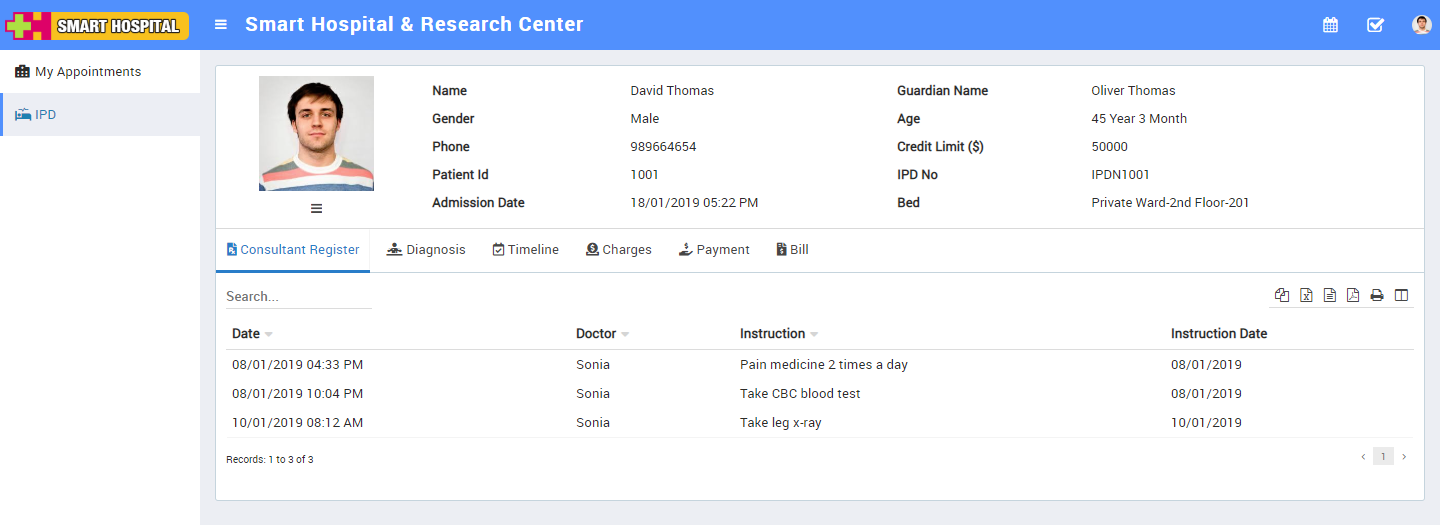 SMART HOSPITAL
Smart Hospital & Research Center
My Appointments
IPD
Name David Thomas Guardian Name Oliver Thomas
Gender Male Age 45 Year 3 Month
Phone 989664654 Credit Limit ($) 50000
Patient Id 1001 IPD No IPDN1001
Admission Date 18/01/2019 05:22 PM Bed Private Ward-2nd Floor-201
Consultant Register Diagnosis Timeline Charges Payment Bill
Search...
Date Doctor Instruction Instruction Date
08/01/2019 04:33 PM Sonia Pain medicine 2 times a day 08/01/2019
08/01/2019 10:04 PM Sonia Take CBC blood test 08/01/2019
10/01/2019 08:12 AM Sonia Take leg x-ray 10/01/2019
Records: 1 to 3 of 3
1